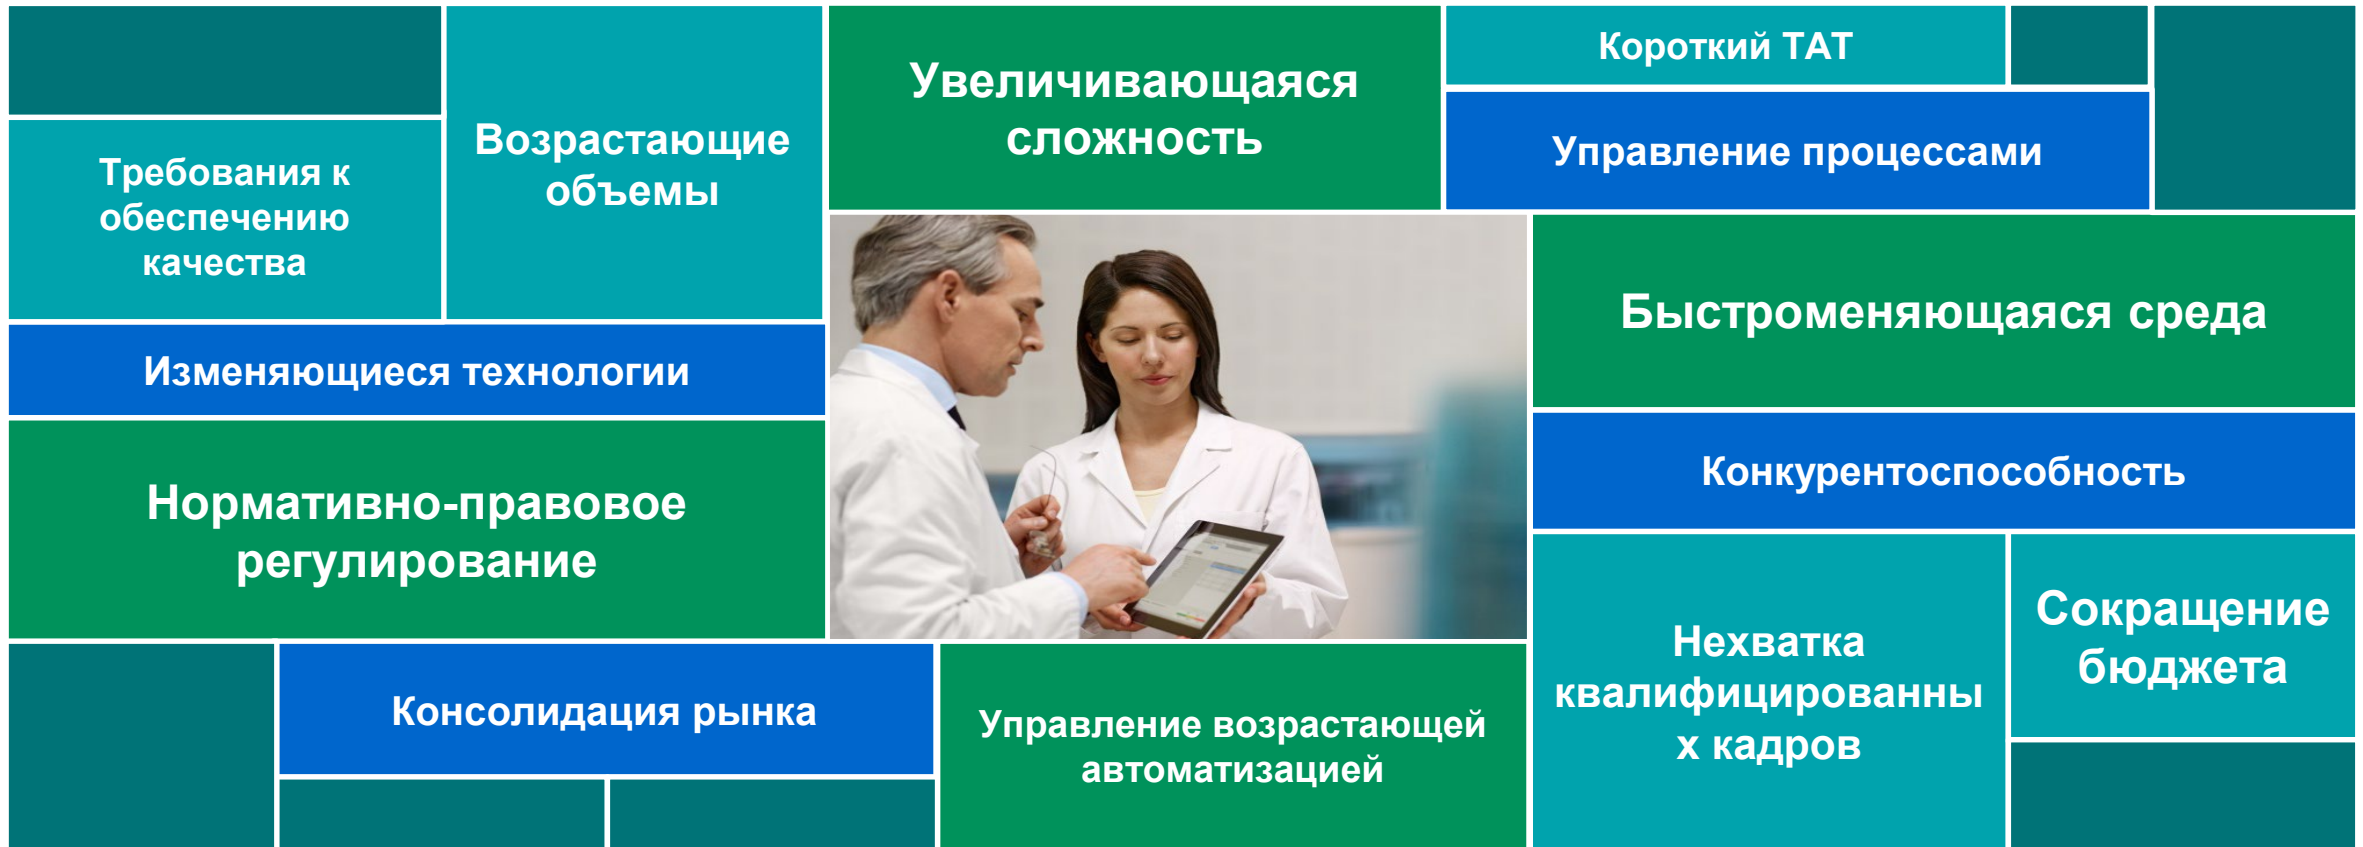 Увеличивающаяся
сложность
Короткий ТАТ
Возрастающие
объемы
Управление процессами
Требования к
обеспечению
качества
Быстроменяющаяся среда
Изменяющиеся технологии
Конкурентоспособность
Нормативно-правовое
регулирование
Сокращение
бюджета
Нехватка
квалифицированны
х кадров
Консолидация рынка
Управление возрастающей
автоматизацией